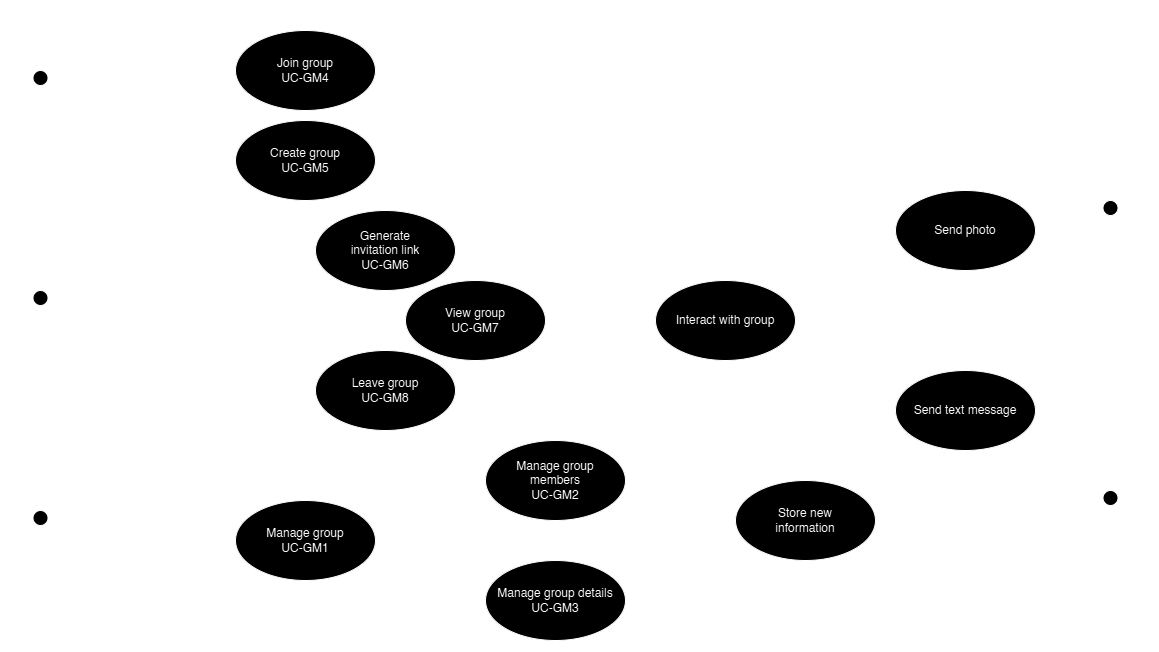 Join group
UC-GM4
Create group
UC-GM5
Generate
invitation link
UC-GM6
View group
UC-GM7
Leave group
UC-GM8
Manage group
members
UC-GM2
Manage group
UC-GM1
Manage group details
UC-GM3
Interact with group
Send photo
Send text message
Store new
information